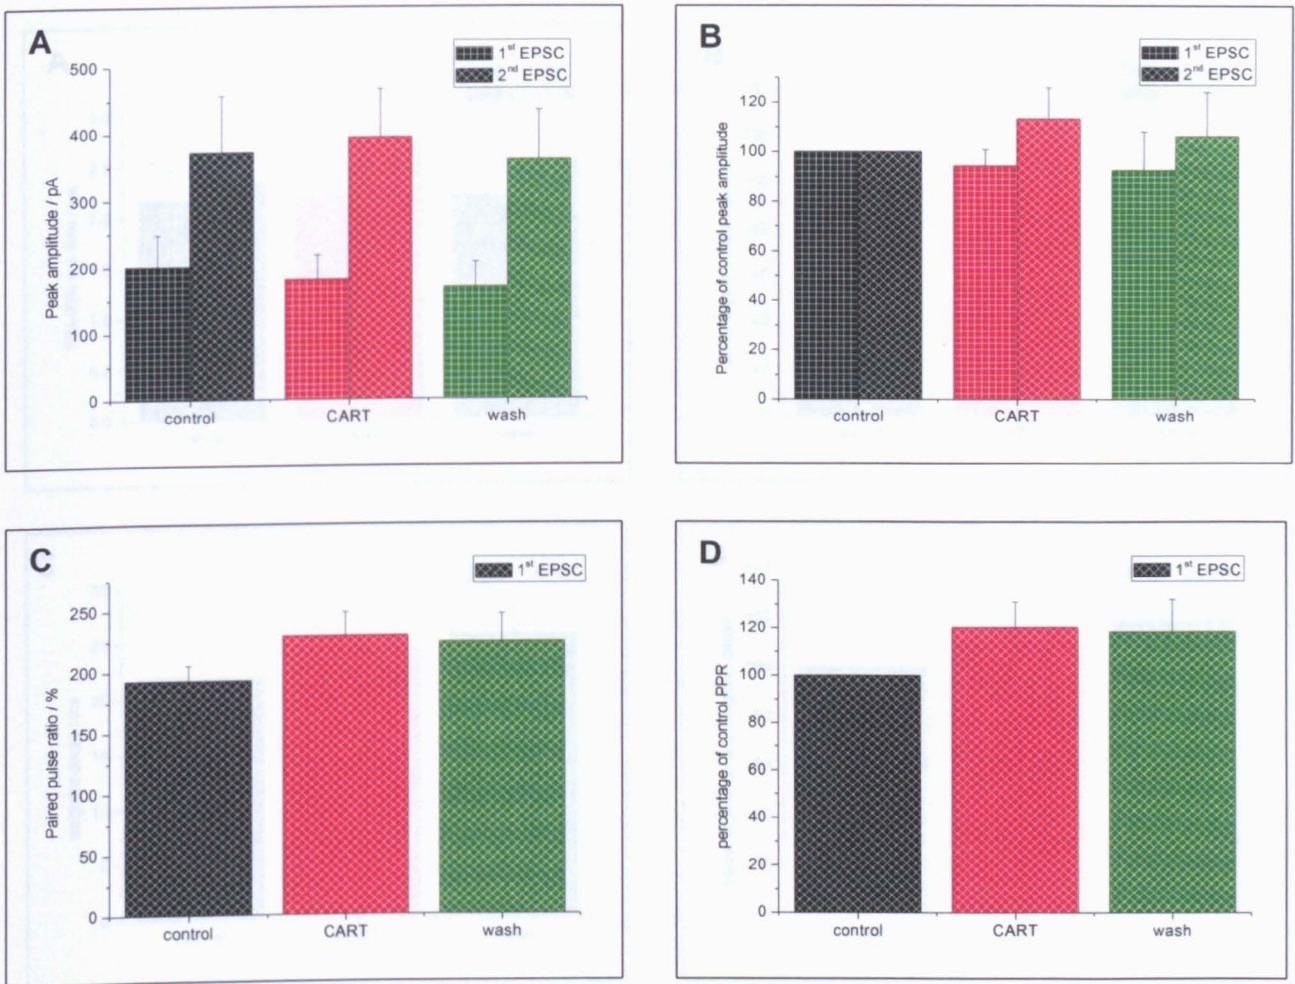 A
1st EPSC
2nd EPSC
500
400
300
200
100
0
Peak amplitude / pA
control CART wash
B
1st EPSC
2nd EPSC
120
100
80
60
40
20
0
Percentage of control peak amplitude
control CART wash
C
1st EPSC
250
200
150
100
50
0
Paired pulse ratio / %
control CART wash
D
1st EPSC
140
120
100
80
60
40
20
0
percentage of control PPR
control CART wash